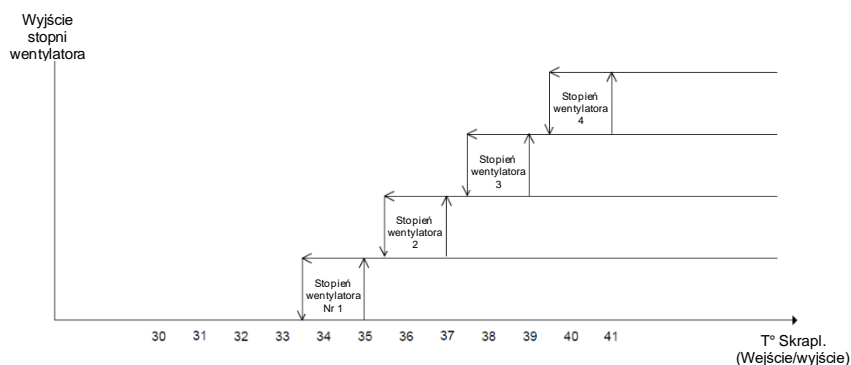 Wyjście
stopni
wentylatora
Stopień
wentylatora
4
Stopień
wentylatora
3
Stopień
wentylatora
2
Stopień
wentylatora
Nr 1
30 31 32 33 34 35 36 37 38 39 40 41
T° Skrapl.
(Wejście/wyjście)